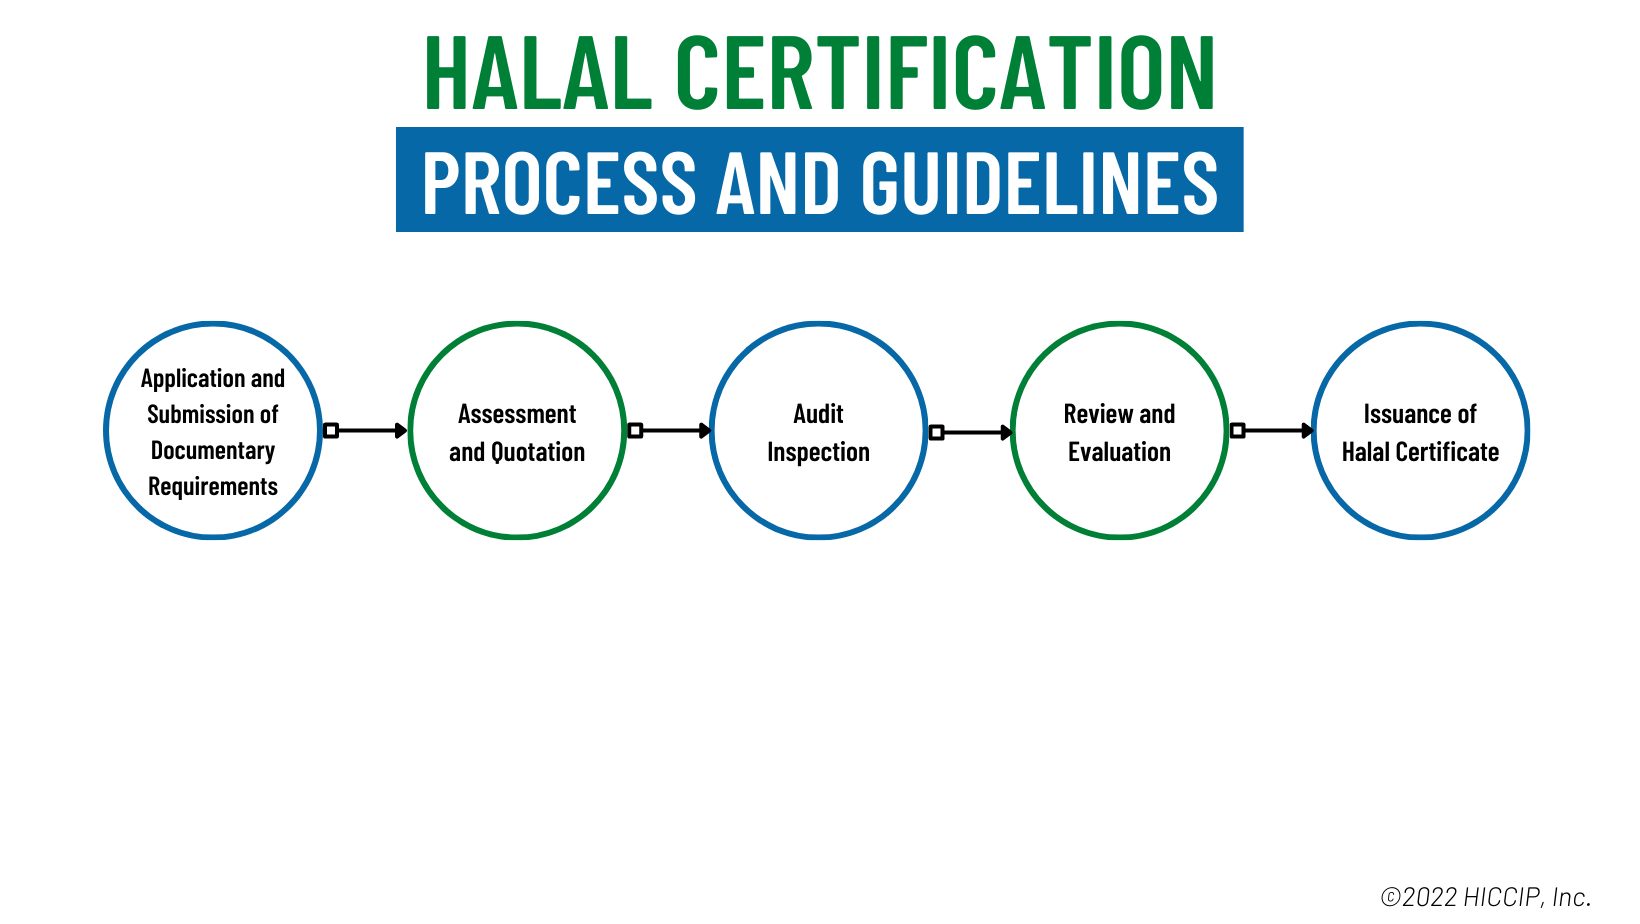 HALAL CERTIFICATION
PROCESS AND GUIDELINES
Application and
Submission of
Documentary
Requirements
Assessment
and Quotation
Audit
Inspection
Review and
Evaluation
Issuance of
Halal Certificate
©2022 HICCIP, Inc.